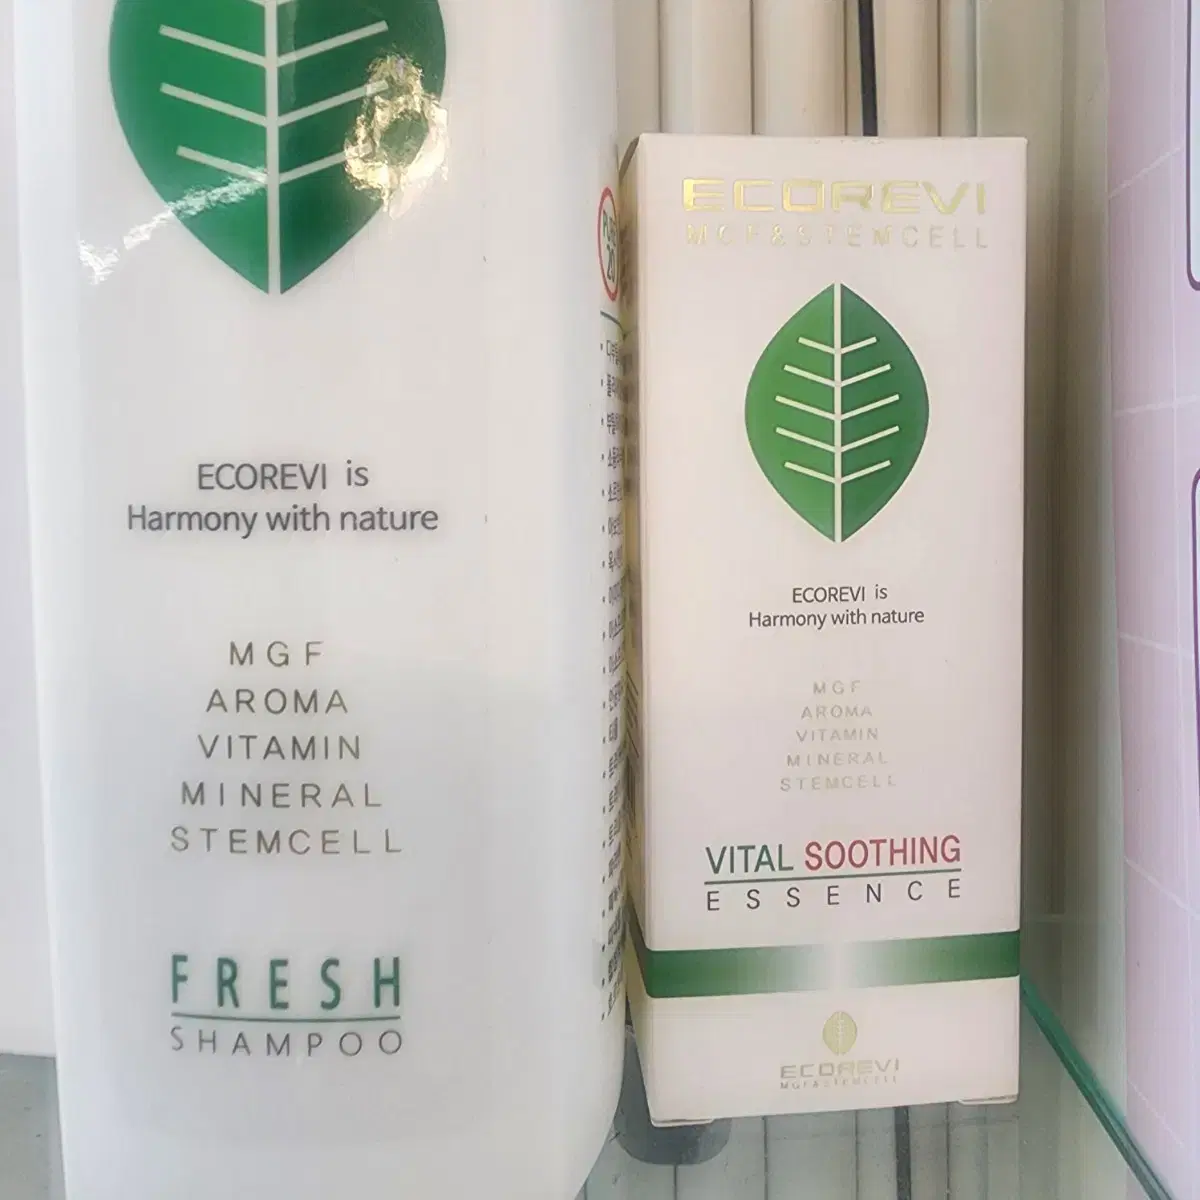 ECOREVI is
Harmony with nature
MGF
AROMA
VITAMIN
MINERAL
STEMCELL
FRESH
SHAMPOO
ECOREVI
MGF&STEMCELL
ECOREVI is
Harmony with nature
MGF
AROMA
VITAMIN
MINERAL
STEMCELL
VITAL SOOTHING
ESSENCE
ECOREVI
MGF&STEMCELL